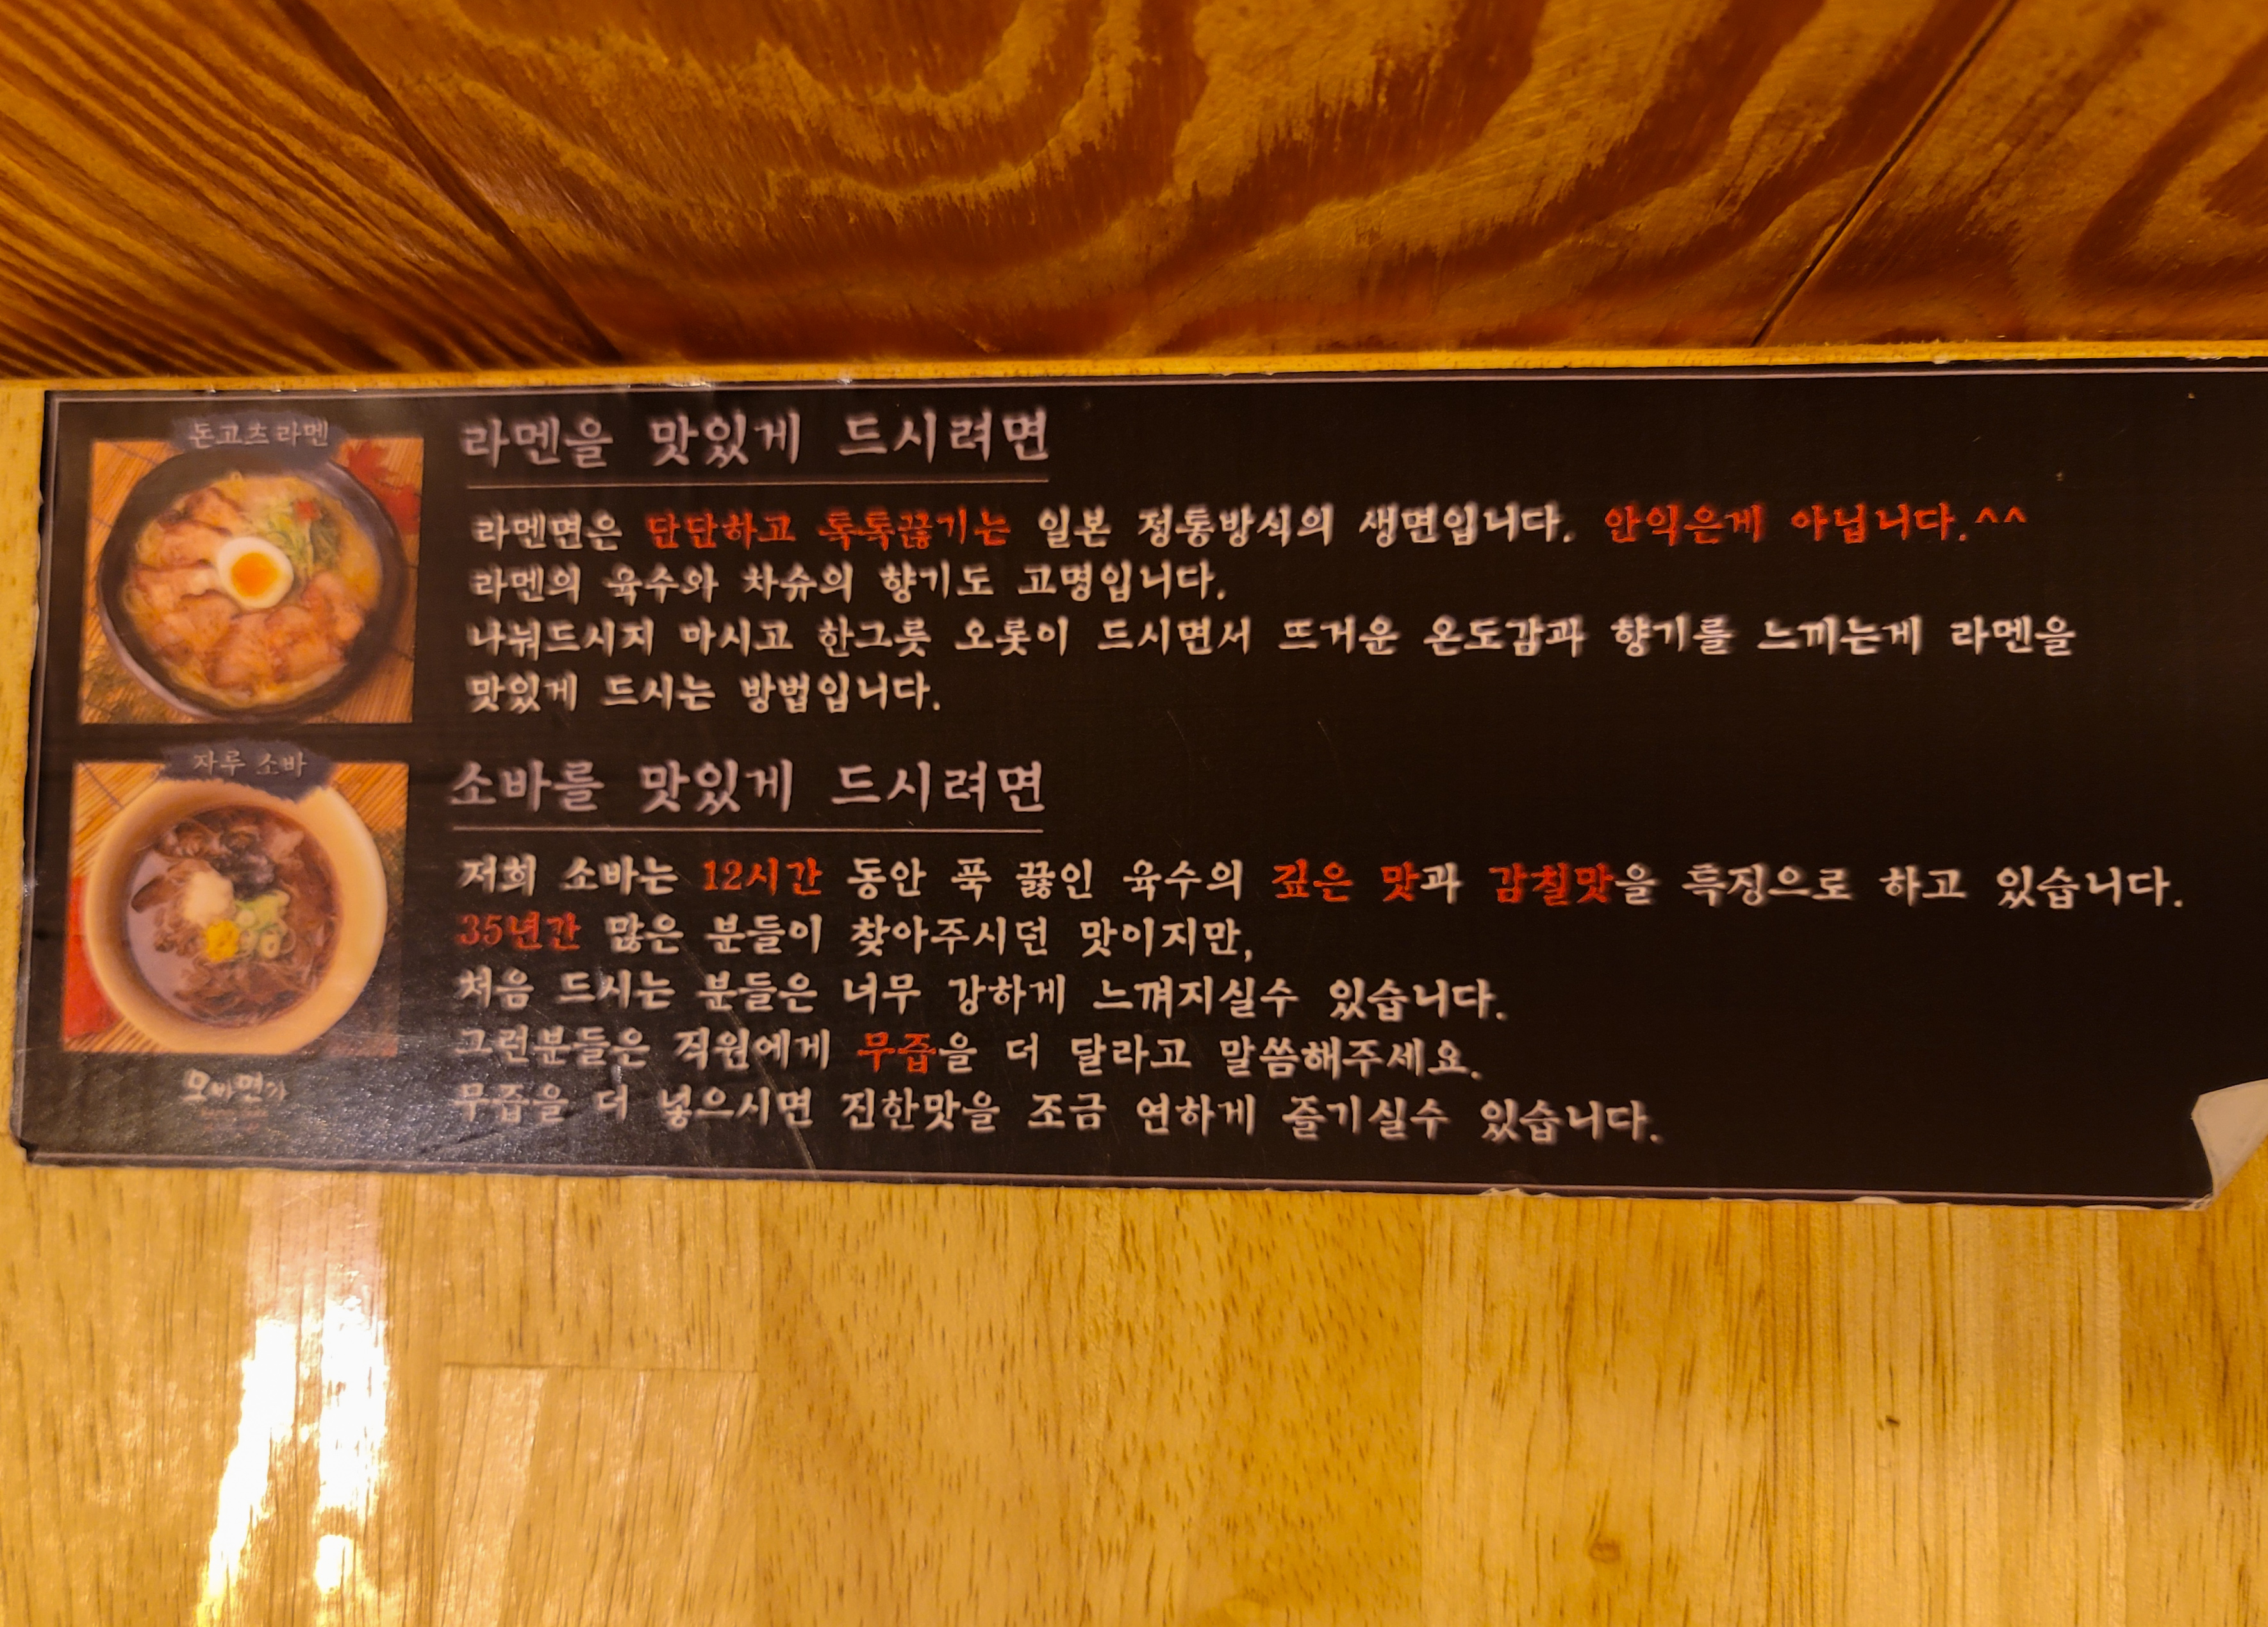 돈고츠 라멘
라멘을 맛있게 드시려면
라멘면은 단단하고 톡톡끊기는 일본 정통방식의 생면입니다. 안익은게 아닙니다.^^
라멘의 육수와 차슈의 향기도 고명입니다.
나눠드시지 마시고 한그릇 오롯이 드시면서 뜨거운 온도감과 향기를 느끼는게 라멘을
맛있게 드시는 방법입니다.
자루 소바
소바를 맛있게 드시려면
저희 소바는 12시간 동안 푹 끓인 육수의 깊은 맛과 감칠맛을 특징으로 하고 있습니다.
35년간 많은 분들이 찾아주시던 맛이지만,
처음 드시는 분들은 너무 강하게 느껴지실수 있습니다.
그런분들은 직원에게 무즙을 더 달라고 말씀해주세요.
무즙을 더 넣으시면 진한맛을 조금 연하게 즐기실수 있습니다.
모바면가